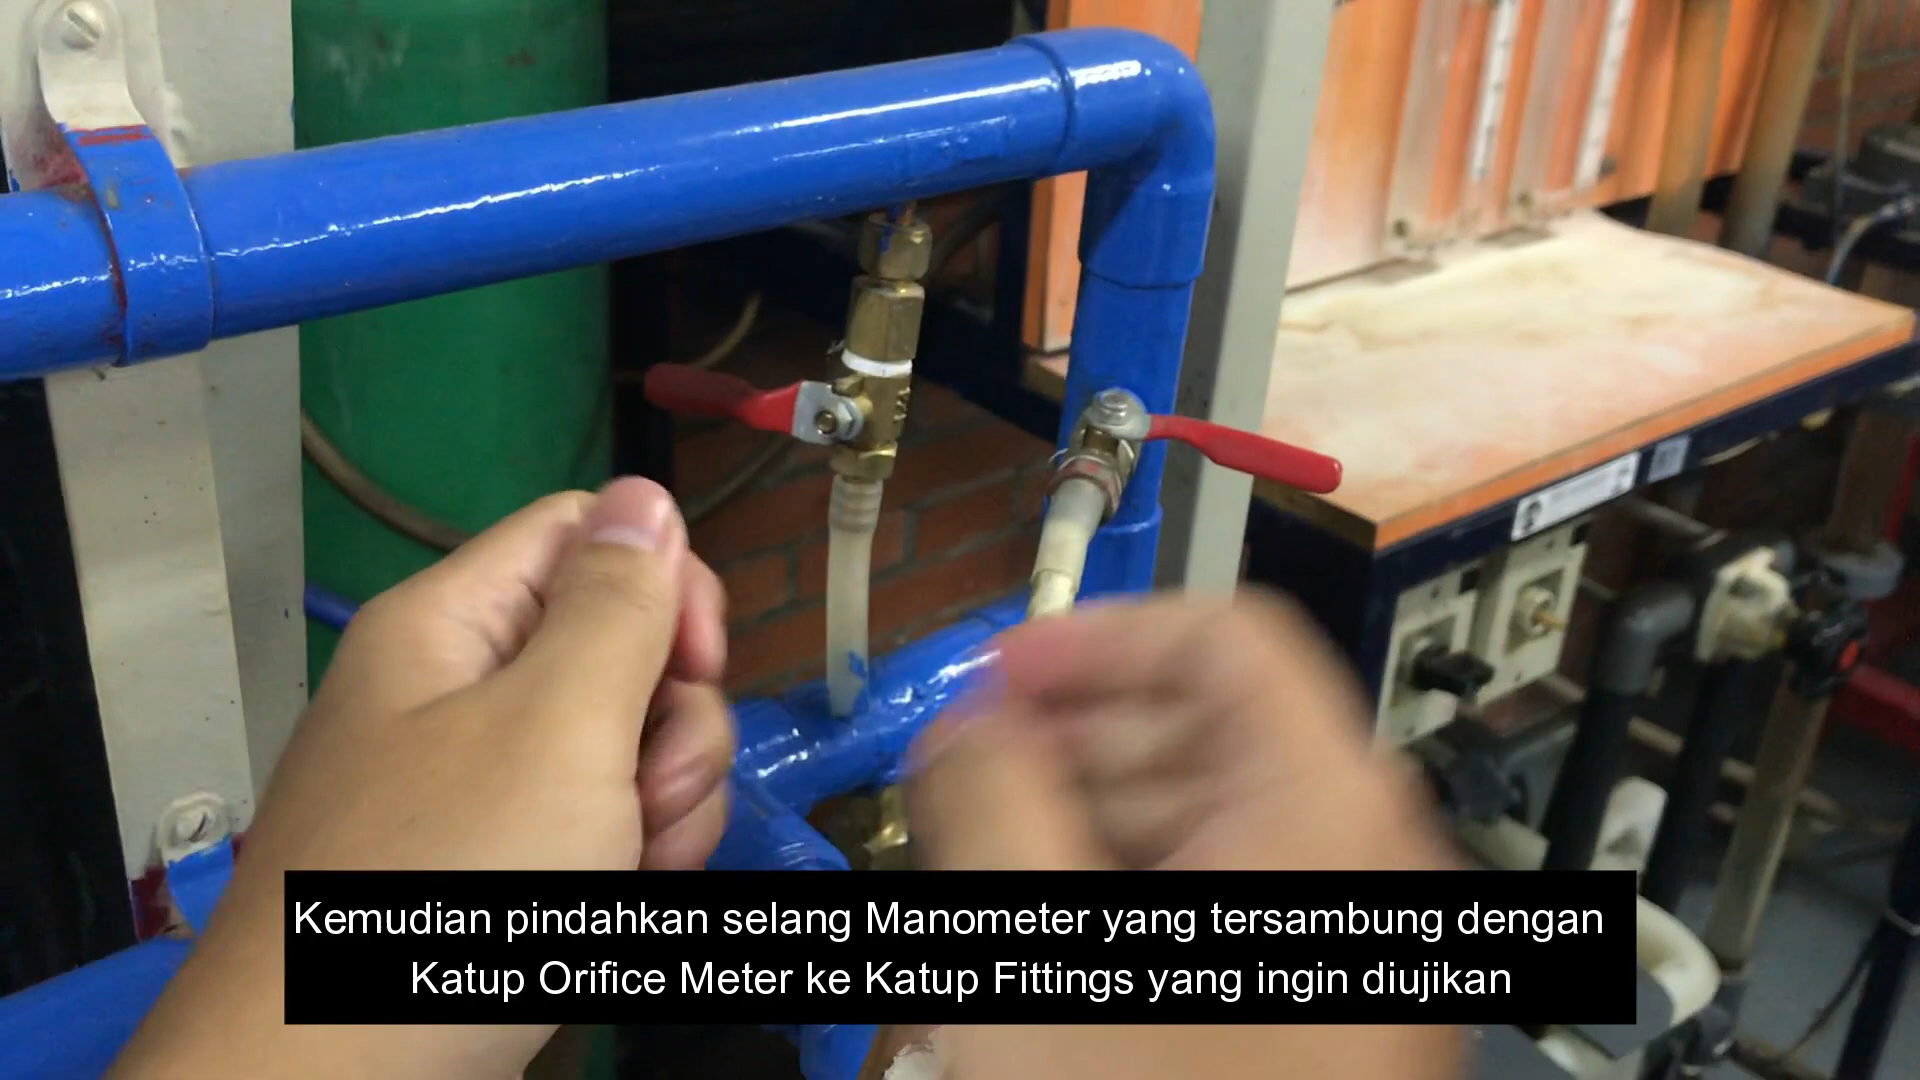 Kemudian pindahkan selang Manometer yang tersambung dengan
Katup Orifice Meter ke Katup Fittings yang ingin diujikan